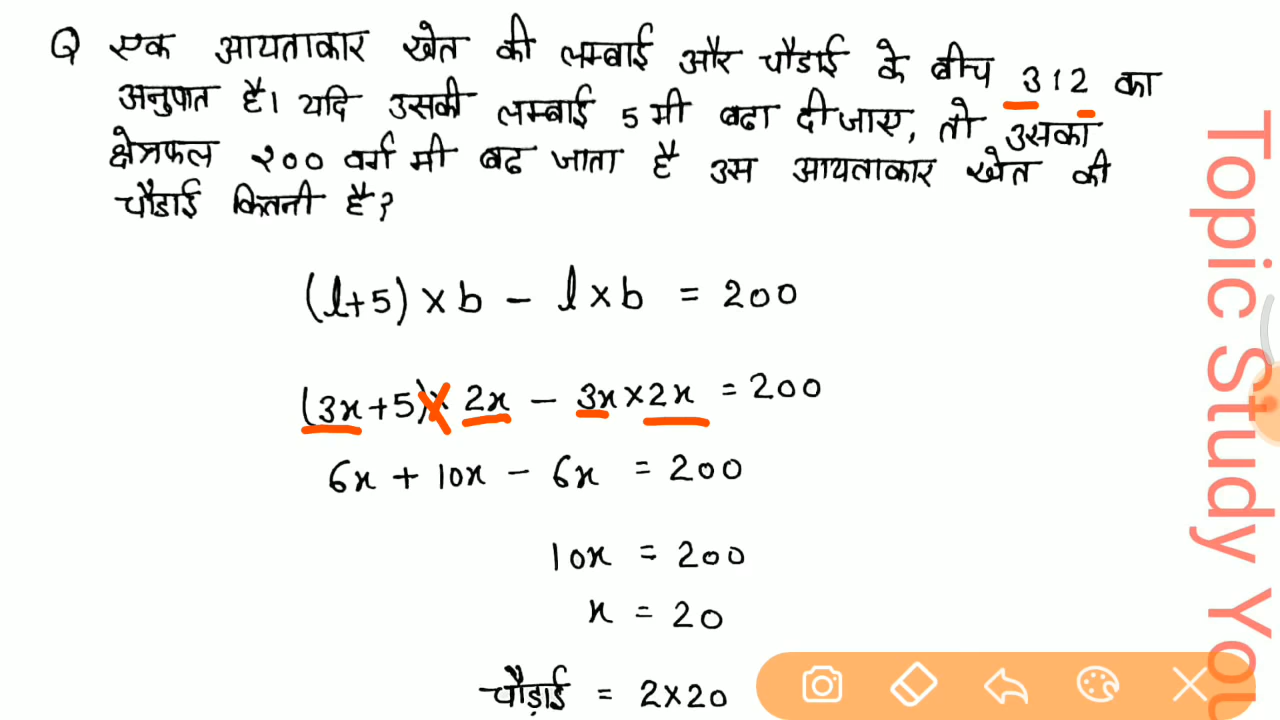 Q एक आयताकार खेत की लम्बाई और चौडाई के बीच 3:2 का
अनुपात है। यदि उसकी लम्बाई 5 मी बढा दी जाए, तो उसका
क्षेत्रफल २०० वर्ग मी बढ जाता है उस आयताकार खेत की
चौडाई कितनी है?
(l+5) × b − l × b = 200
(3x+5) × 2x − 3x × 2x = 200
6x + 10x − 6x = 200
10x = 200
x = 20
चौड़ाई = 2×20
Topic Study You